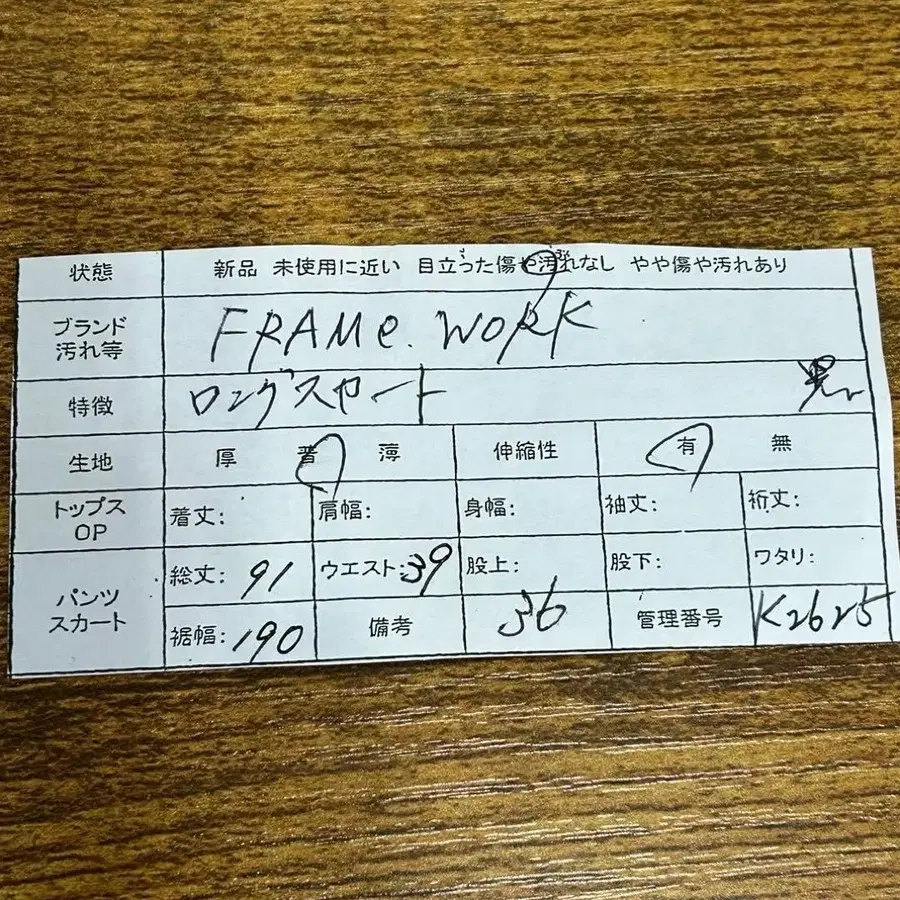 状態 新品 未使用に近い 目立った傷や汚れなし やや傷や汚れあり
ブランド 汚れ等 FRAMe.WORK
特徴 ロングスカート 黒
生地 厚 普 薄 伸縮性 有 無
トップス OP 着丈: 肩幅: 身幅: 袖丈: 裄丈:
パンツ スカート 総丈: 91 ウエスト:39 股上: 股下: ワタリ:
裾幅:190 備考 36 管理番号 K2625